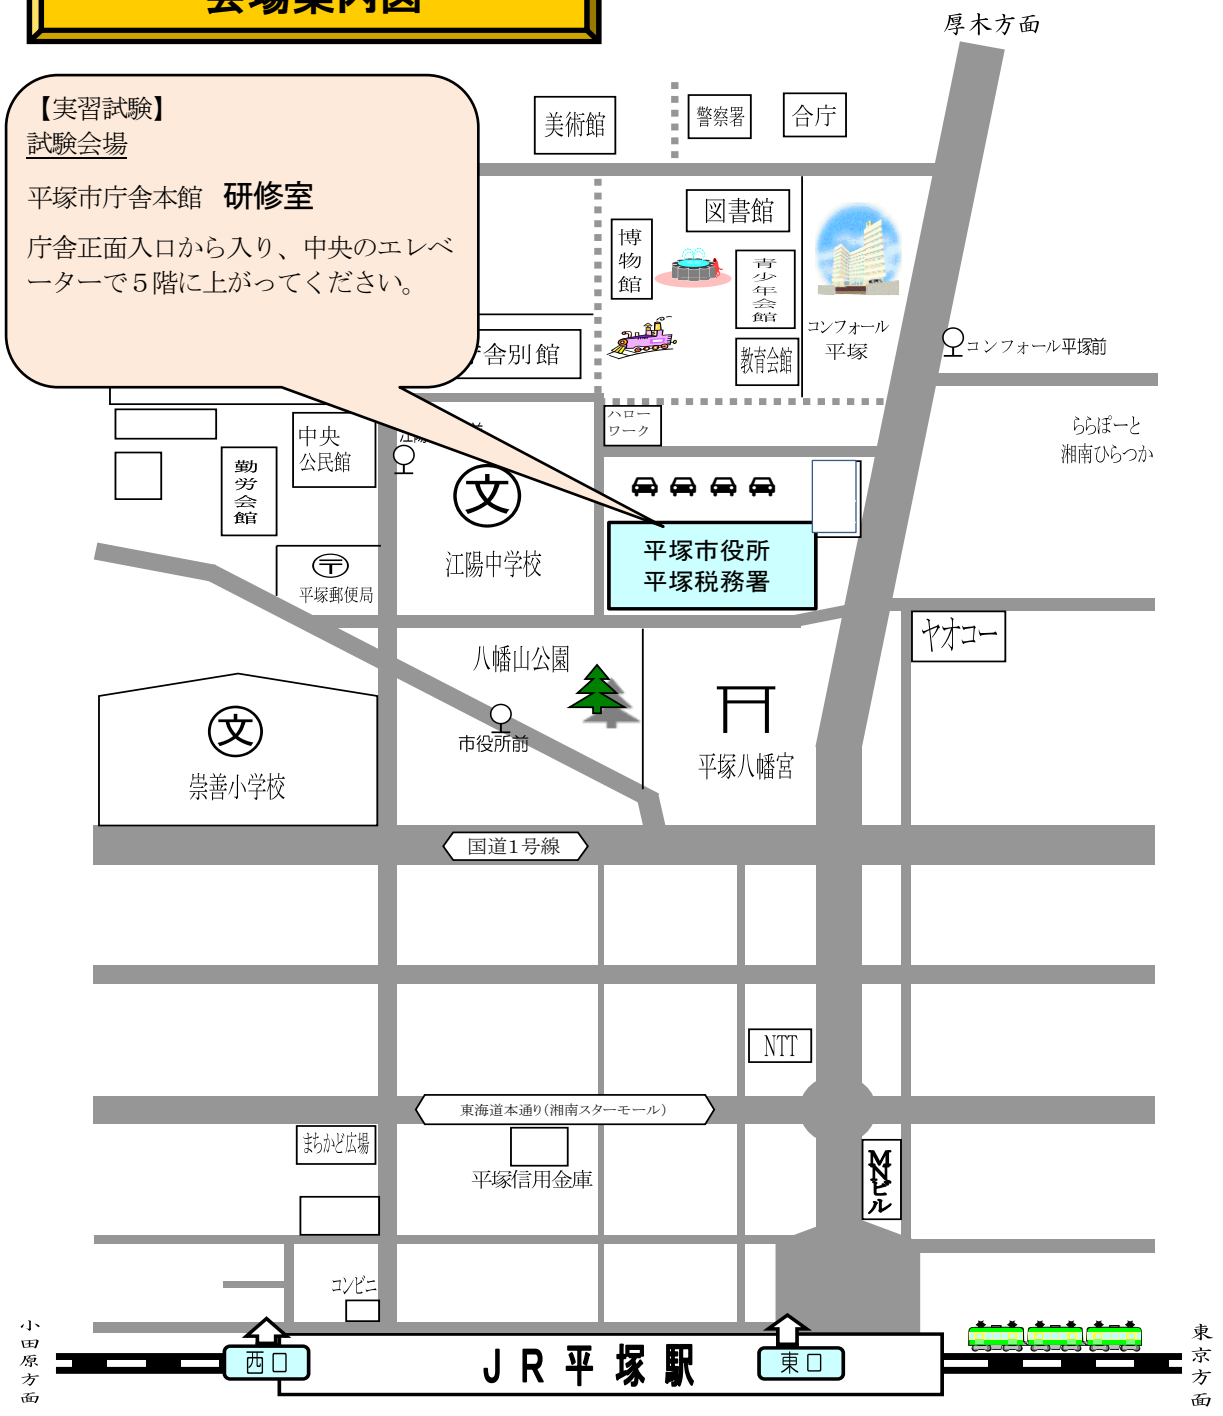 会場案内図
厚木方面
【実習試験】
試験会場
平塚市庁舎本館　研修室
庁舎正面入口から入り、中央のエレベ
ーターで５階に上がってください。
美術館
警察署
合庁
図書館
博物館
青少年会館
教育会館
コンフォール
平塚
コンフォール平塚前
舎別館
ハロー
ワーク
ららぽーと
湘南ひらつか
中央
公民館
勤労会館
平塚郵便局
文
江陽中学校
平塚市役所
平塚税務署
ヤオコー
八幡山公園
市役所前
平塚八幡宮
文
崇善小学校
国道１号線
NTT
東海道本通り（湘南スターモール）
まちかど広場
平塚信用金庫
MNビル
コンビニ
小田原方面
西口
ＪＲ平塚駅
東口
東京方面